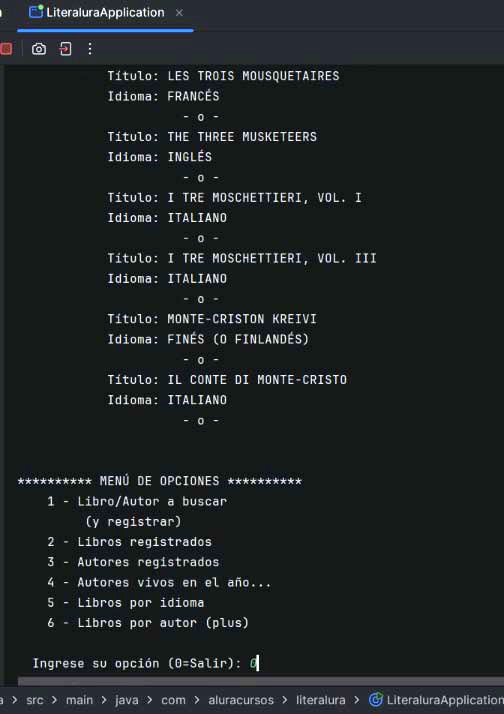 LiteraluraApplication
Título: LES TROIS MOUSQUETAIRES
Idioma: FRANCÉS
- o -
Título: THE THREE MUSKETEERS
Idioma: INGLÉS
- o -
Título: I TRE MOSCHETTIERI, VOL. I
Idioma: ITALIANO
- o -
Título: I TRE MOSCHETTIERI, VOL. III
Idioma: ITALIANO
- o -
Título: MONTE-CRISTON KREIVI
Idioma: FINÉS (O FINLANDÉS)
- o -
Título: IL CONTE DI MONTE-CRISTO
Idioma: ITALIANO
- o -
********** MENÚ DE OPCIONES **********
1 - Libro/Autor a buscar
(y registrar)
2 - Libros registrados
3 - Autores registrados
4 - Autores vivos en el año...
5 - Libros por idioma
6 - Libros por autor (plus)
Ingrese su opción (0=Salir): 0
src > main > java > com > aluracursos > literalura > LiteraluraApplication